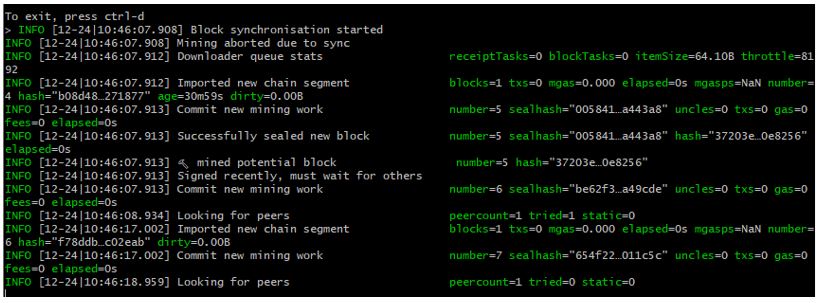 To exit, press ctrl-d
> INFO [12-24|10:46:07.908] Block synchronisation started
INFO [12-24|10:46:07.908] Mining aborted due to sync
INFO [12-24|10:46:07.912] Downloader queue stats receiptTasks=0 blockTasks=0 itemSize=64.10B throttle=81
92
INFO [12-24|10:46:07.912] Imported new chain segment blocks=1 txs=0 mgas=0.000 elapsed=0s mgasps=NaN number=
4 hash="b08d48…271877" age=30m59s dirty=0.00B
INFO [12-24|10:46:07.913] Commit new mining work number=5 sealhash="005841…a443a8" uncles=0 txs=0 gas=0
fees=0 elapsed=0s
INFO [12-24|10:46:07.913] Successfully sealed new block number=5 sealhash="005841…a443a8" hash="37203e…0e8256"
elapsed=0s
INFO [12-24|10:46:07.913] 🔨 mined potential block number=5 hash="37203e…0e8256"
INFO [12-24|10:46:07.913] Signed recently, must wait for others
INFO [12-24|10:46:07.913] Commit new mining work number=6 sealhash="be62f3…a49cde" uncles=0 txs=0 gas=0
fees=0 elapsed=0s
INFO [12-24|10:46:08.934] Looking for peers peercount=1 tried=1 static=0
INFO [12-24|10:46:17.002] Imported new chain segment blocks=1 txs=0 mgas=0.000 elapsed=0s mgasps=NaN number=
6 hash="f78ddb…c02eab" dirty=0.00B
INFO [12-24|10:46:17.002] Commit new mining work number=7 sealhash="654f22…011c5c" uncles=0 txs=0 gas=0
fees=0 elapsed=0s
INFO [12-24|10:46:18.959] Looking for peers peercount=1 tried=0 static=0